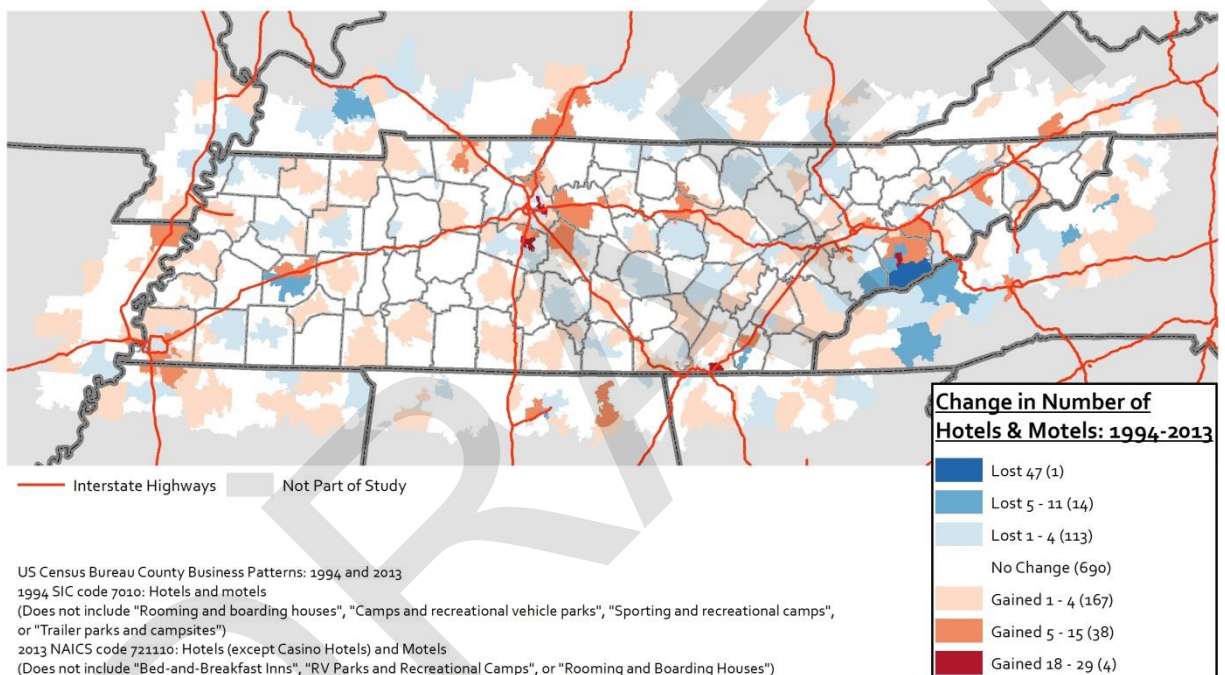 DRAFT
Change in Number of
Hotels & Motels: 1994-2013
Lost 47 (1)
Lost 5 - 11 (14)
Lost 1 - 4 (113)
No Change (690)
Gained 1 - 4 (167)
Gained 5 - 15 (38)
Gained 18 - 29 (4)
Interstate Highways
Not Part of Study
US Census Bureau County Business Patterns: 1994 and 2013
1994 SIC code 7010: Hotels and motels
(Does not include "Rooming and boarding houses", "Camps and recreational vehicle parks", "Sporting and recreational camps",
or "Trailer parks and campsites")
2013 NAICS code 721110: Hotels (except Casino Hotels) and Motels
(Does not include "Bed-and-Breakfast Inns", "RV Parks and Recreational Camps", or "Rooming and Boarding Houses")